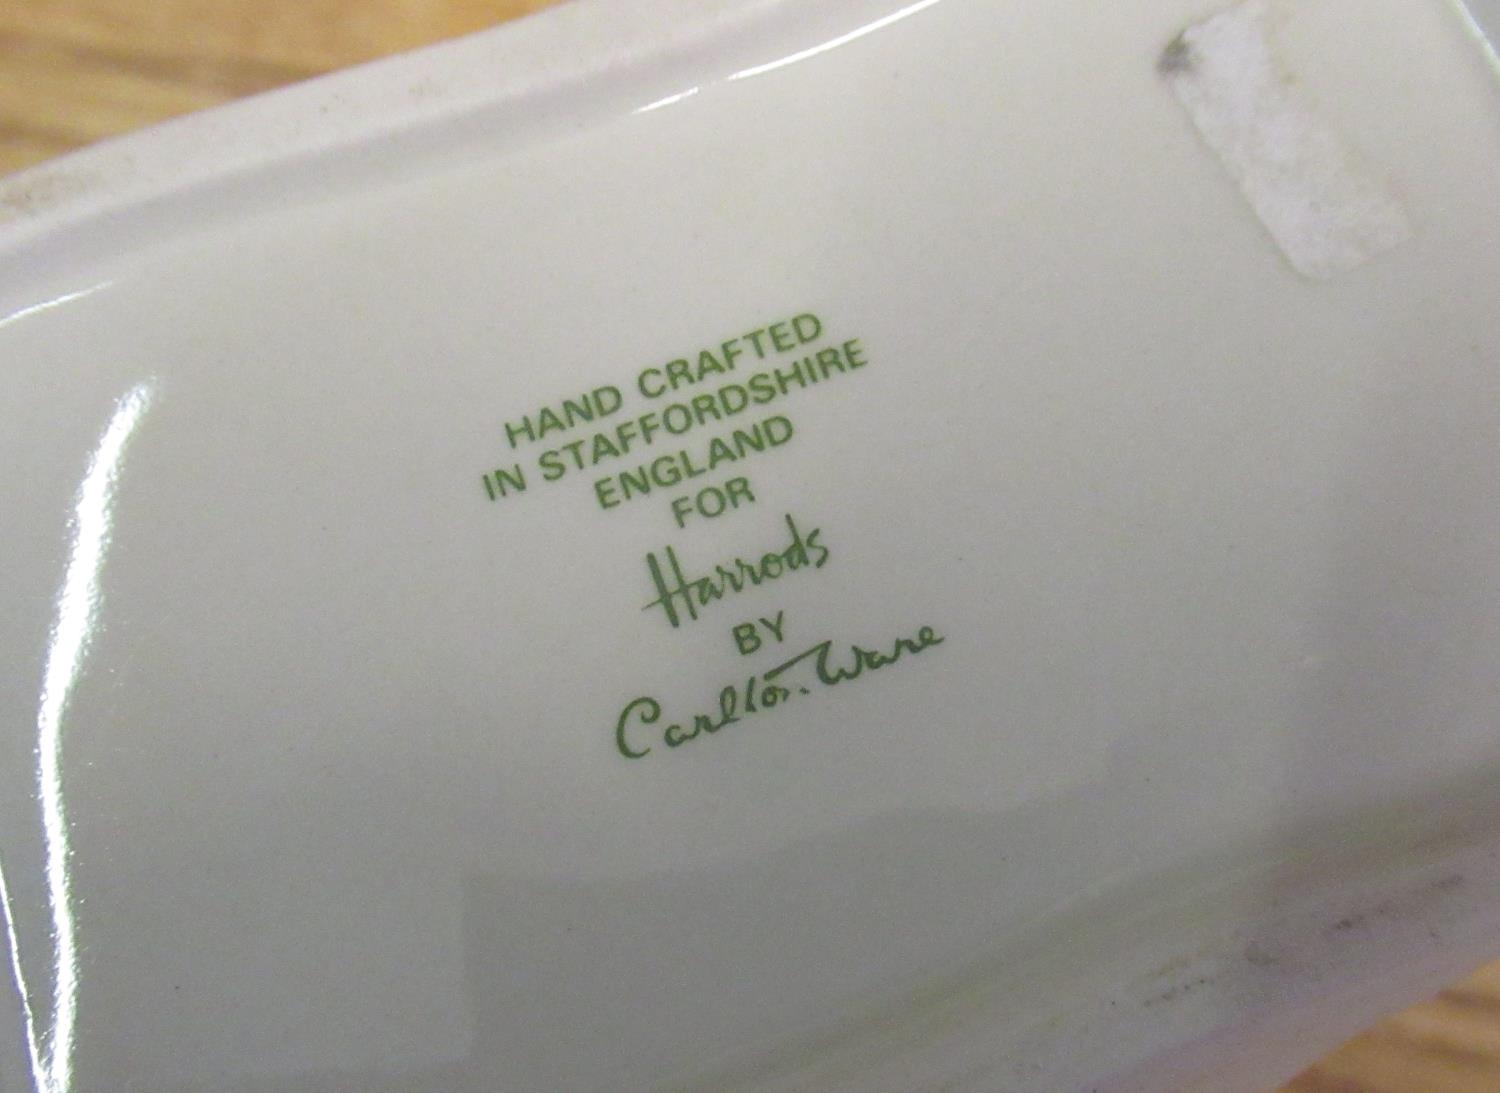 HAND CRAFTED
IN STAFFORDSHIRE
ENGLAND
FOR
Harrods
BY
Carlton Ware